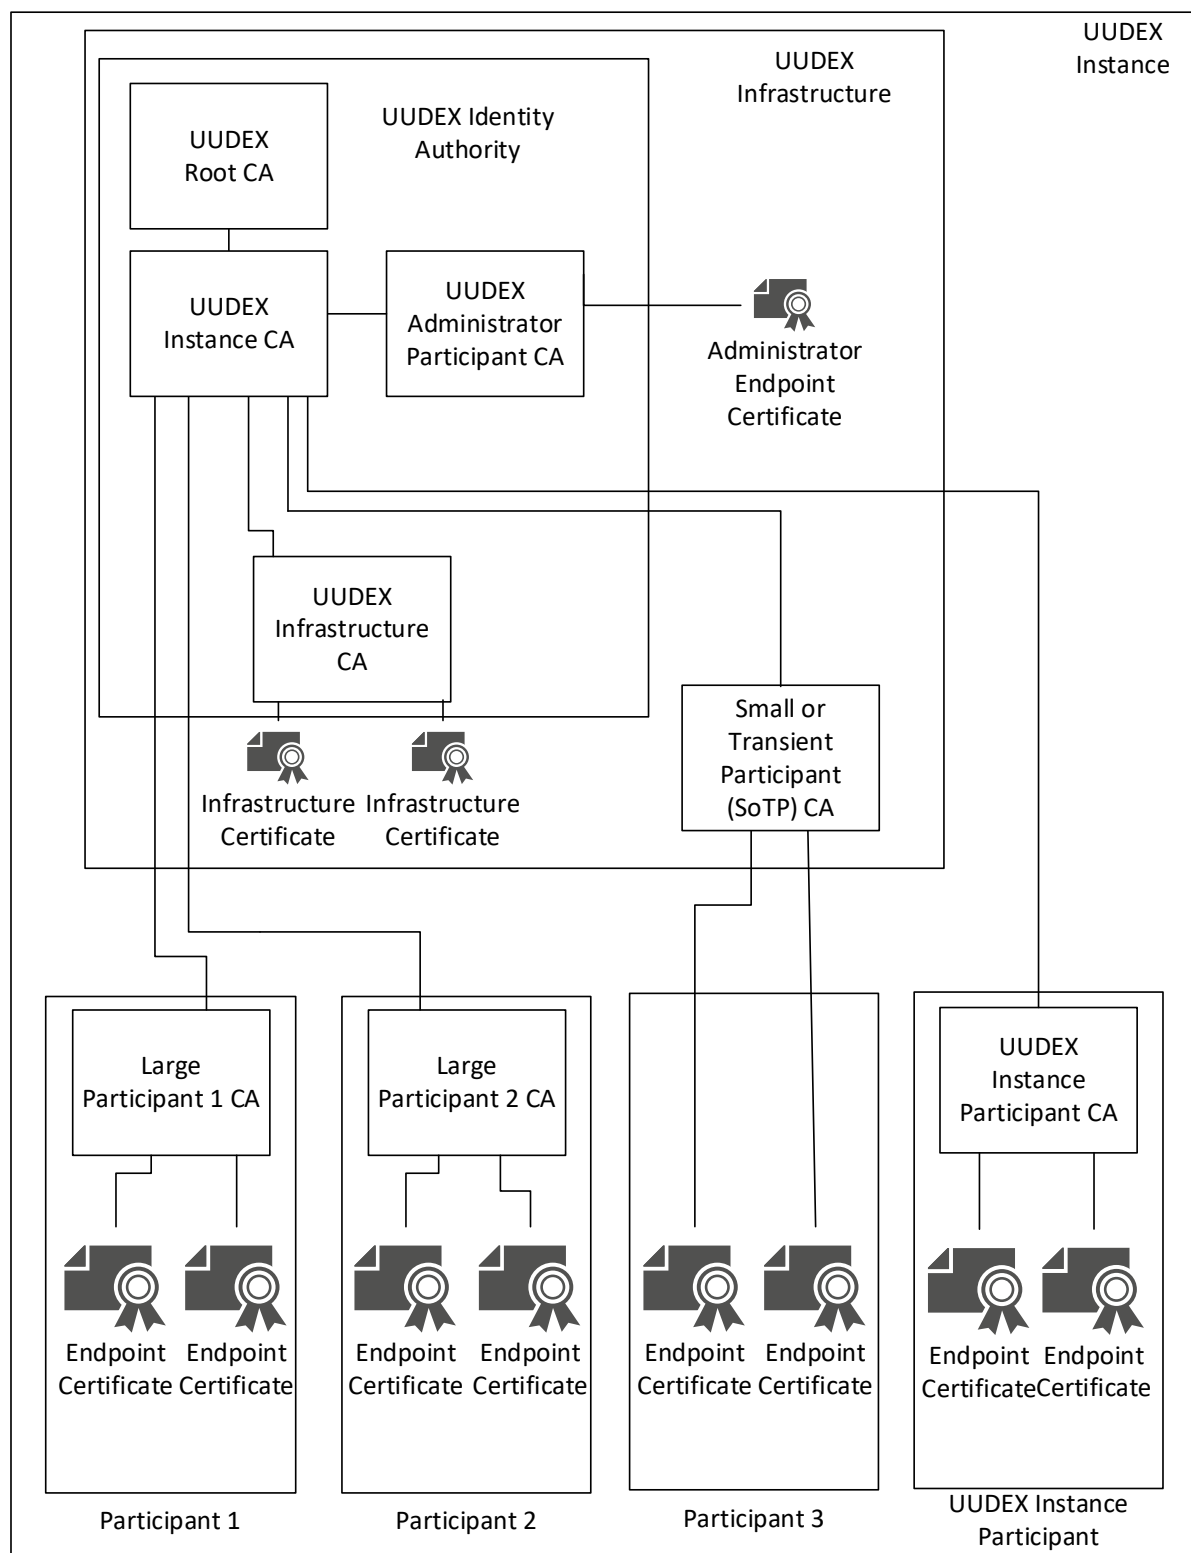 UUDEX
Instance
UUDEX
Infrastructure
UUDEX Identity
Authority
UUDEX
Root CA
UUDEX
Instance CA
UUDEX
Administrator
Participant CA
Administrator
Endpoint
Certificate
UUDEX
Infrastructure
CA
Infrastructure
Certificate
Infrastructure
Certificate
Small or
Transient
Participant
(SoTP) CA
Large
Participant 1 CA
Large
Participant 2 CA
UUDEX
Instance
Participant CA
Endpoint
Certificate
Endpoint
Certificate
Endpoint
Certificate
Endpoint
Certificate
Endpoint
Certificate
Endpoint
Certificate
Endpoint
Certificate
Endpoint
Certificate
Participant 1
Participant 2
Participant 3
UUDEX Instance
Participant